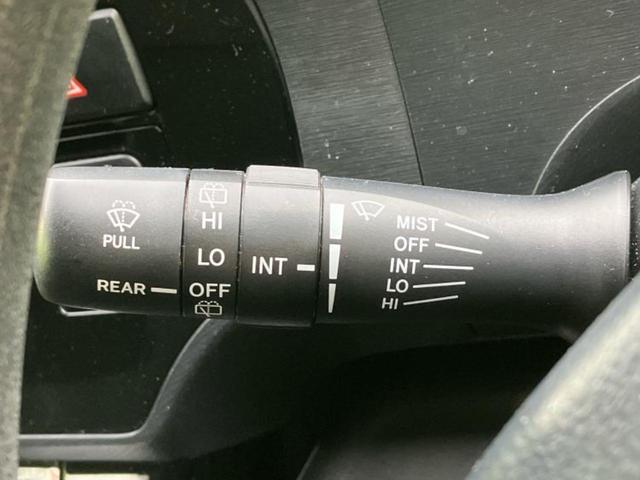 PULL
REAR
HI
LO
OFF
INT
MIST
OFF
INT
LO
HI